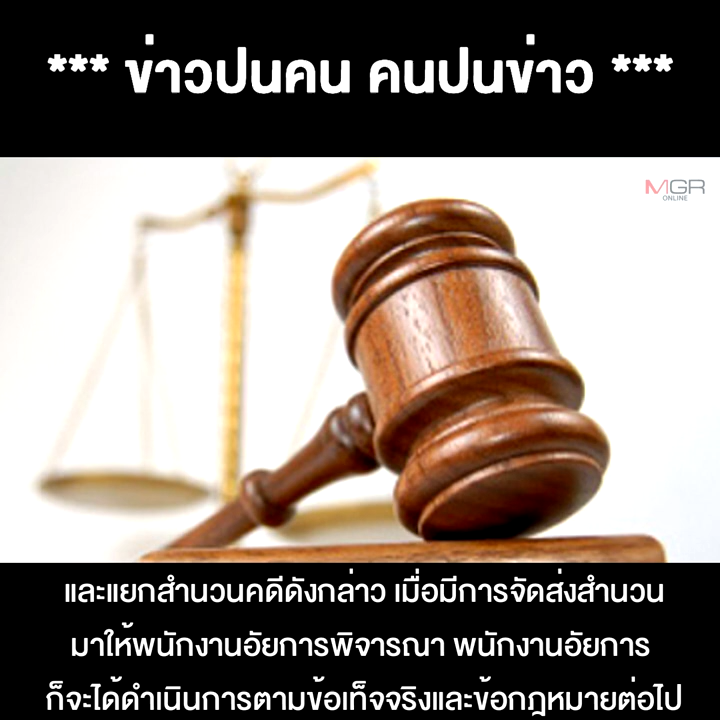 *** ข่าวปนคน คนปนข่าว ***
MGR
ONLINE
และแยกสำนวนคดีดังกล่าว เมื่อมีการจัดส่งสำนวน
มาให้พนักงานอัยการพิจารณา พนักงานอัยการ
ก็จะได้ดำเนินการตามข้อเท็จจริงและข้อกฎหมายต่อไป